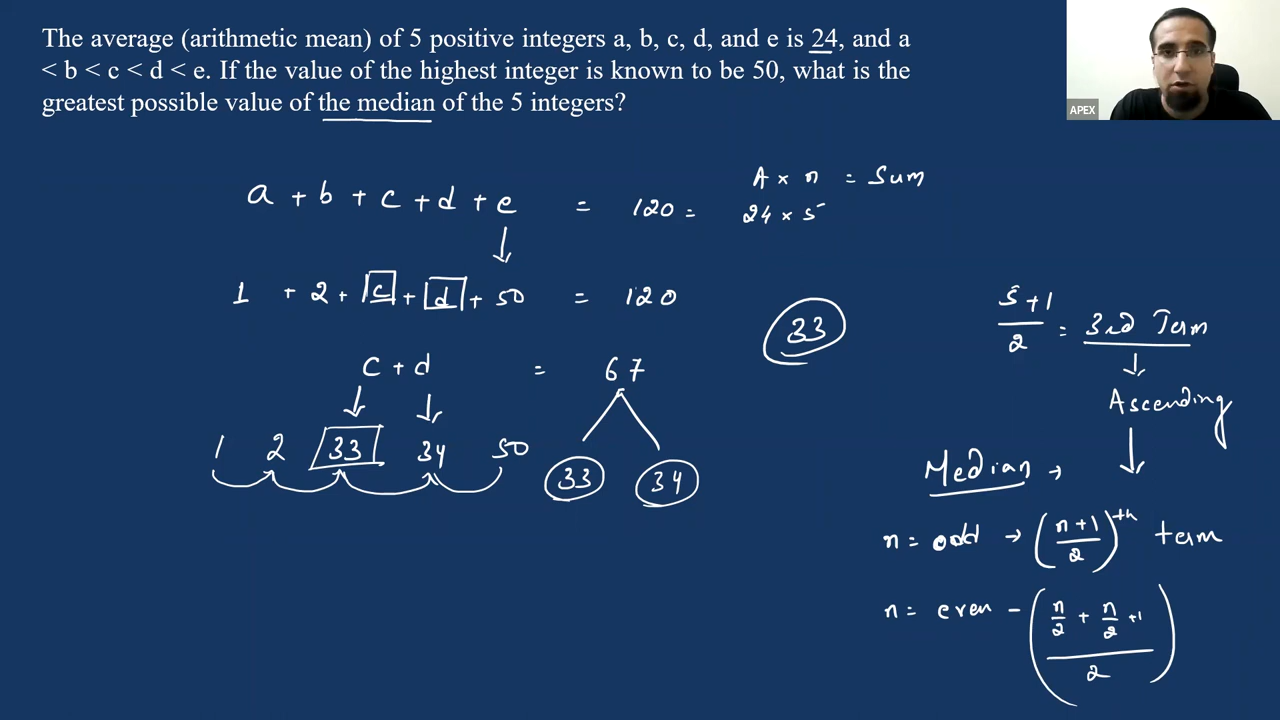 The average (arithmetic mean) of 5 positive integers a, b, c, d, and e is 24, and a
< b < c < d < e. If the value of the highest integer is known to be 50, what is the
greatest possible value of the median of the 5 integers?
APEX
a + b + c + d + e = 120 =
A × n = Sum
24 × 5
1 + 2 + c + d + 50 = 120
c + d = 67
1 2 33 34 50
33 34
33
5+1 / 2 = 3rd Term
Ascending
Median →
n = odd → (n+1 / 2)th term
n = even - (n/2 + n/2 +1 / 2)